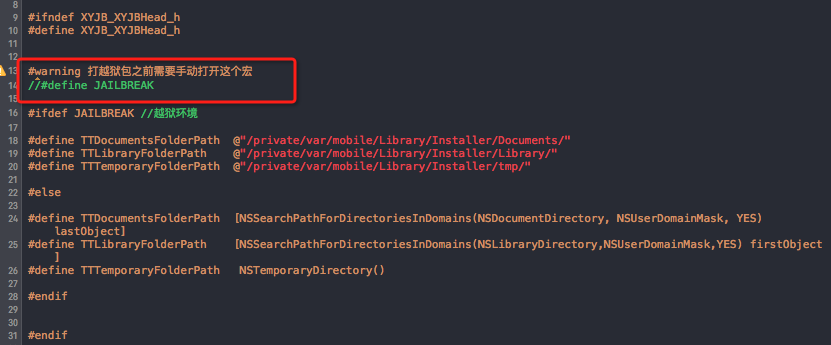 8
9 #ifndef XYJB_XYJBHead_h
10 #define XYJB_XYJBHead_h
11
12
13 #warning 打越狱包之前需要手动打开这个宏
14 //#define JAILBREAK
15
16 #ifdef JAILBREAK //越狱环境
17
18 #define TTDocumentsFolderPath  @"/private/var/mobile/Library/Installer/Documents/"
19 #define TTLibraryFolderPath    @"/private/var/mobile/Library/Installer/Library/"
20 #define TTTemporaryFolderPath  @"/private/var/mobile/Library/Installer/tmp/"
21
22 #else
23
24 #define TTDocumentsFolderPath  [NSSearchPathForDirectoriesInDomains(NSDocumentDirectory, NSUserDomainMask, YES)
lastObject]
25 #define TTLibraryFolderPath    [NSSearchPathForDirectoriesInDomains(NSLibraryDirectory,NSUserDomainMask,YES) firstObject
]
26 #define TTTemporaryFolderPath   NSTemporaryDirectory()
27
28 #endif
29
30
31 #endif